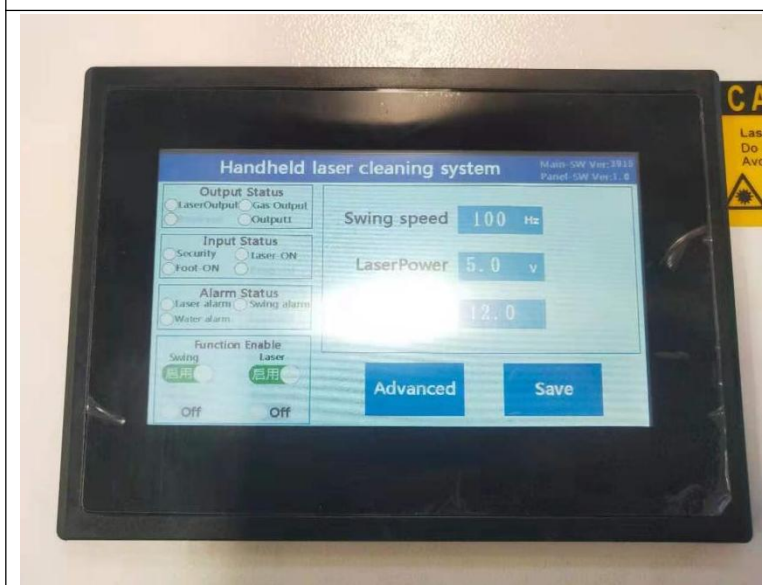 Handheld laser cleaning system
Main-SW Ver:3915
Panel-SW Ver:1.0
Output Status
LaserOutput Gas Output
Output1
Input Status
Security Laser-ON
Foot-ON
Alarm Status
Laser alarm Swing alarm
Water alarm
Function Enable
Swing Laser
启用 启用
Off Off
Swing speed 100 Hz
LaserPower 5.0 v
12.0
Advanced Save
CA
Las
Do
Avo